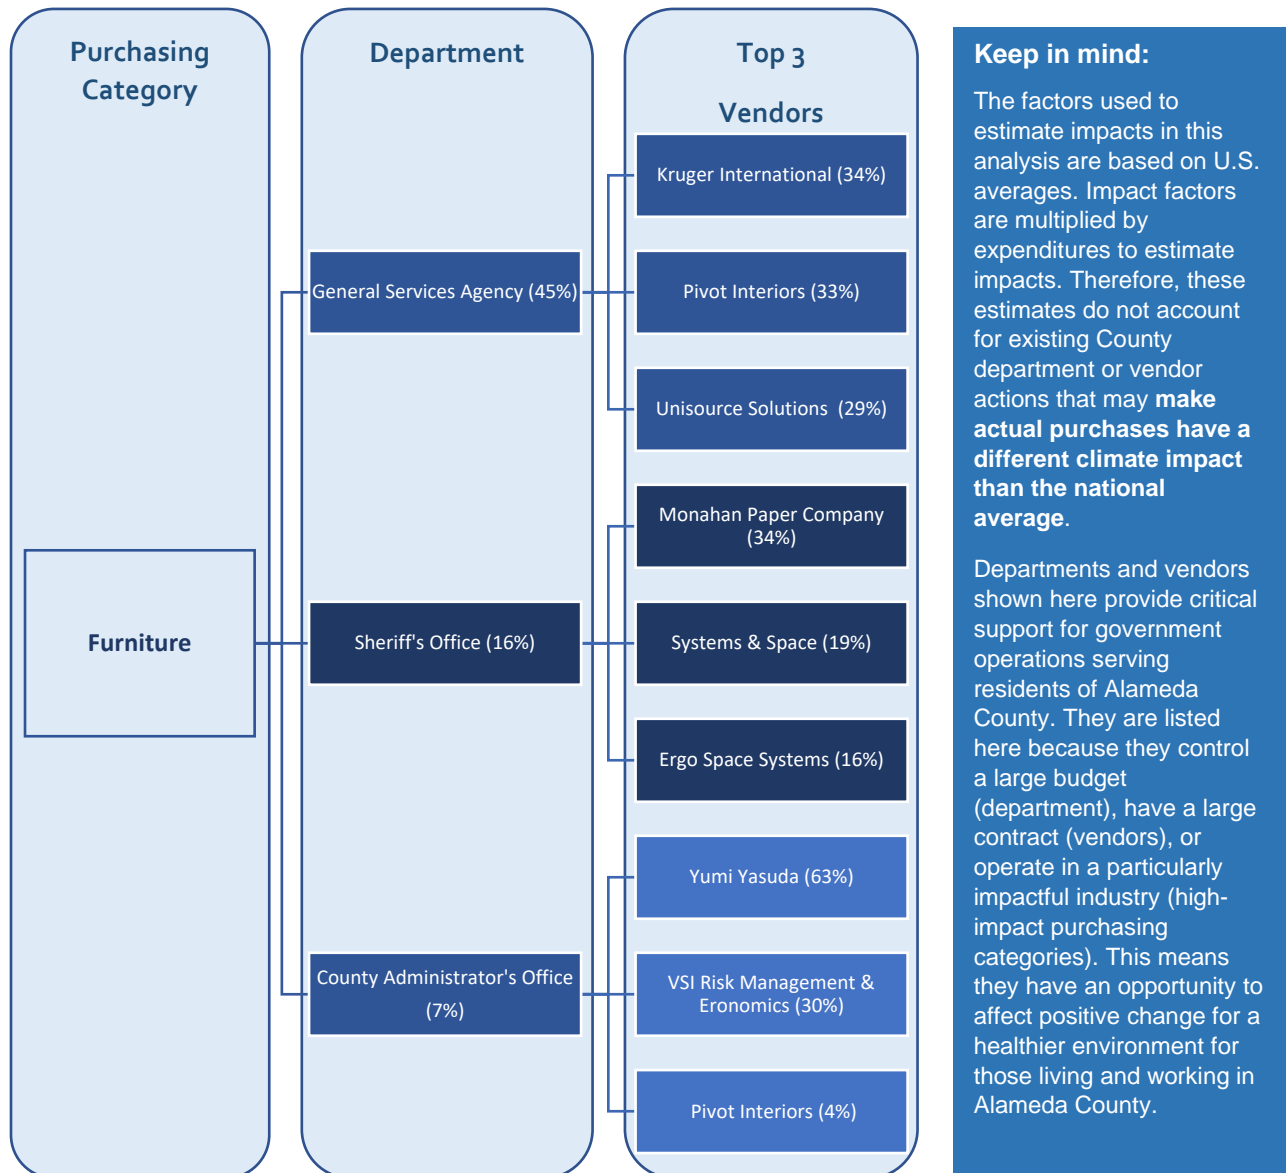 Purchasing
Category
Department
Top 3
Vendors
Furniture
General Services Agency (45%)
Kruger International (34%)
Pivot Interiors (33%)
Unisource Solutions  (29%)
Sheriff's Office (16%)
Monahan Paper Company
(34%)
Systems & Space (19%)
Ergo Space Systems (16%)
County Administrator's Office
(7%)
Yumi Yasuda (63%)
VSI Risk Management &
Eronomics (30%)
Pivot Interiors (4%)
Keep in mind:
The factors used to
estimate impacts in this
analysis are based on U.S.
averages. Impact factors
are multiplied by
expenditures to estimate
impacts. Therefore, these
estimates do not account
for existing County
department or vendor
actions that may make
actual purchases have a
different climate impact
than the national
average.
Departments and vendors
shown here provide critical
support for government
operations serving
residents of Alameda
County. They are listed
here because they control
a large budget
(department), have a large
contract (vendors), or
operate in a particularly
impactful industry (high-
impact purchasing
categories). This means
they have an opportunity to
affect positive change for a
healthier environment for
those living and working in
Alameda County.